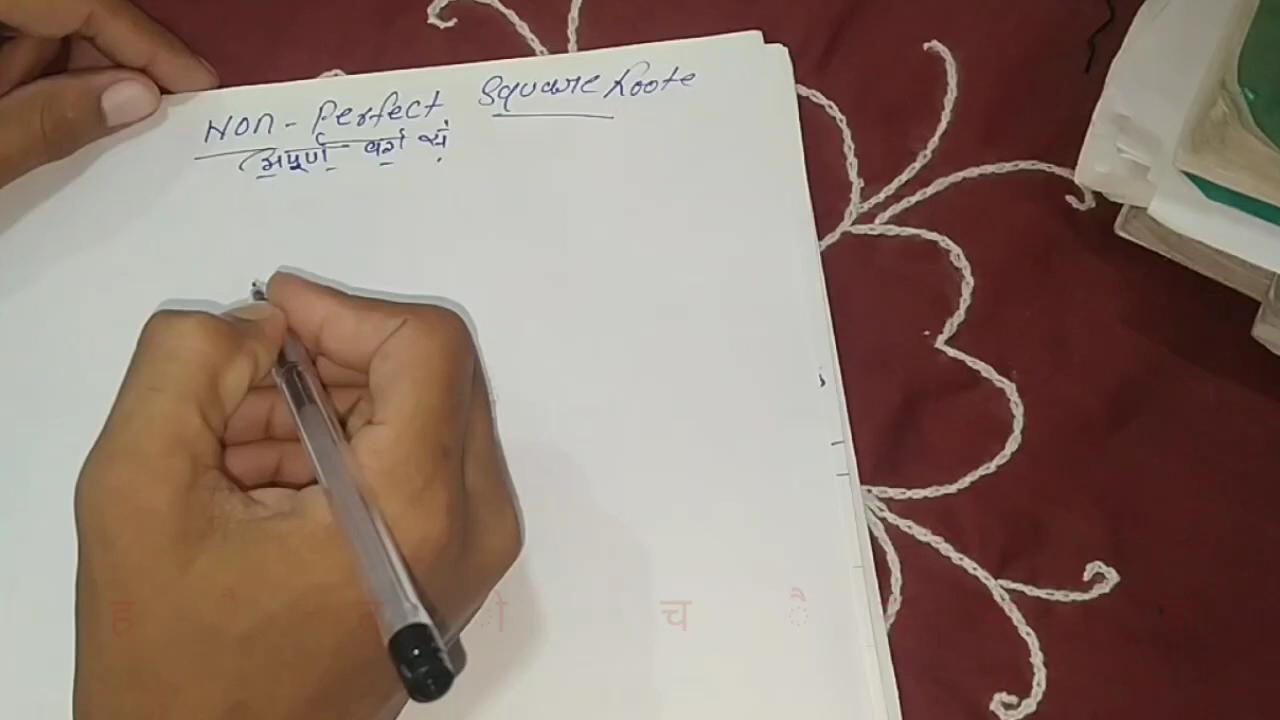 Non - Perfect Square Roote
अपूर्ण वर्ग
ह ै ी च ै